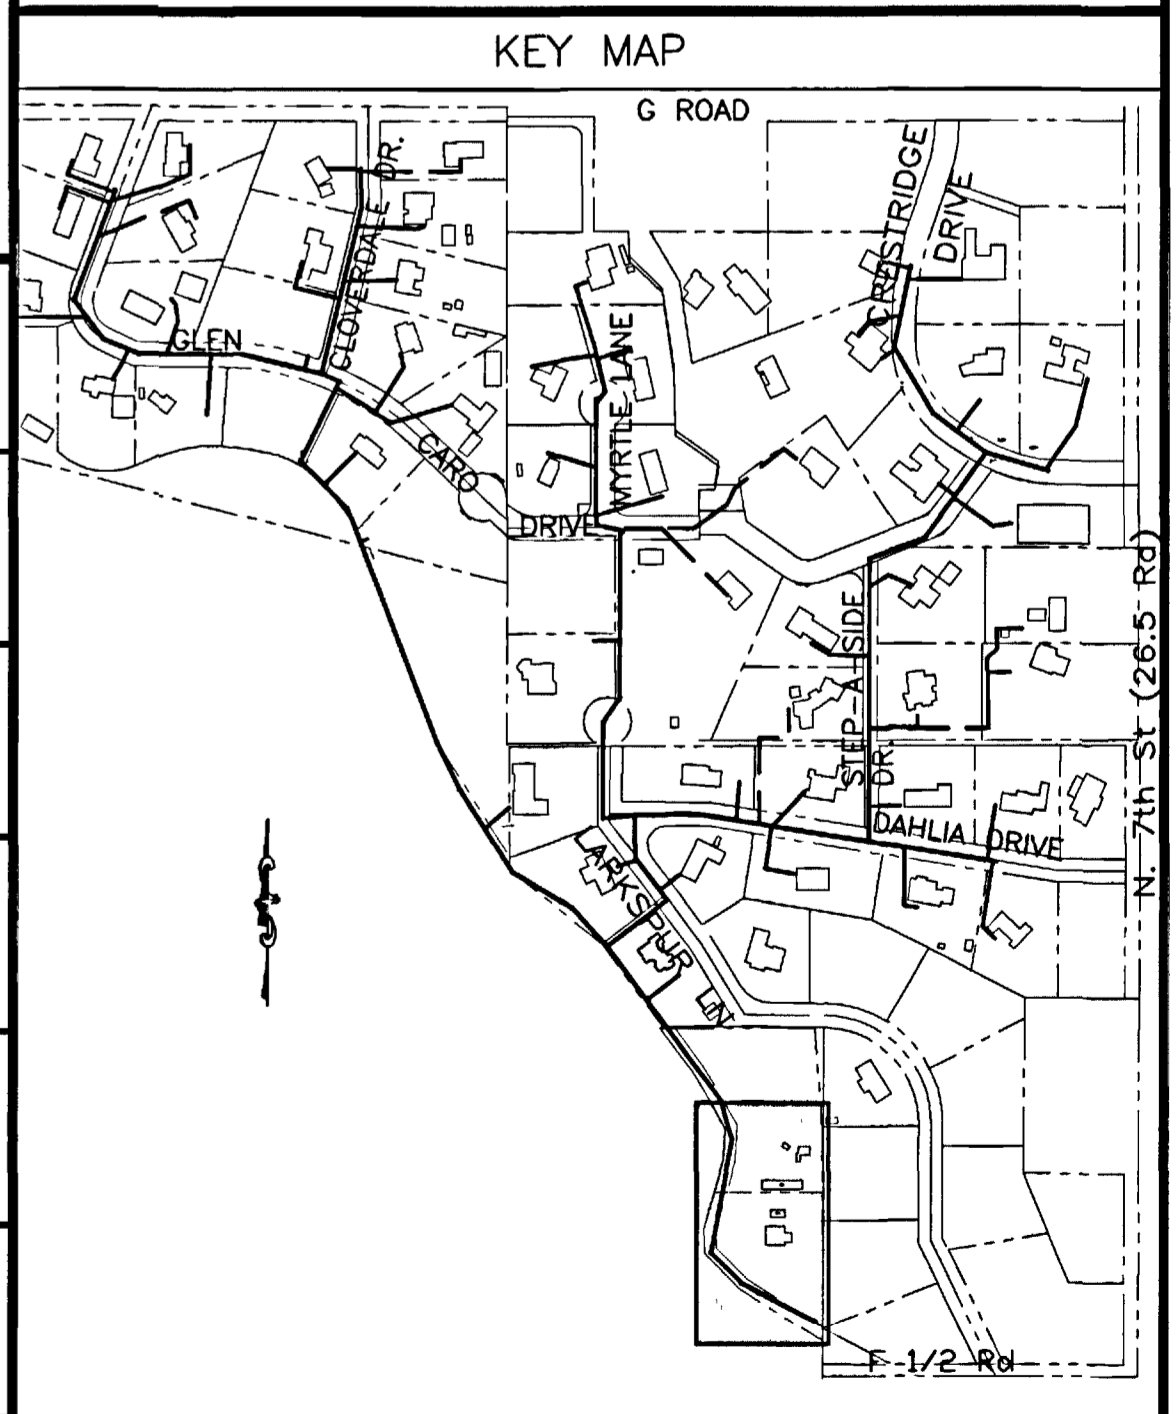 KEY MAP
G ROAD
CRESTRIDGE
DRIVE
CLOVERDALE DR.
GLEN
CARO
DRIVE
MYRTLE LANE
STEP-A-SIDE
DR.
DAHLIA DRIVE
LARKSPUR LN
N. 7th St (26.5 Rd)
F 1/2 Rd